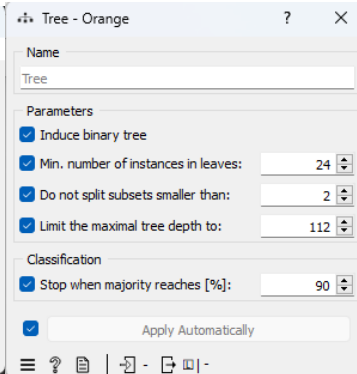 Tree - Orange ? ×
Name
Tree
Parameters
Induce binary tree
Min. number of instances in leaves: 24
Do not split subsets smaller than: 2
Limit the maximal tree depth to: 112
Classification
Stop when majority reaches [%]: 90
Apply Automatically
? | - | -